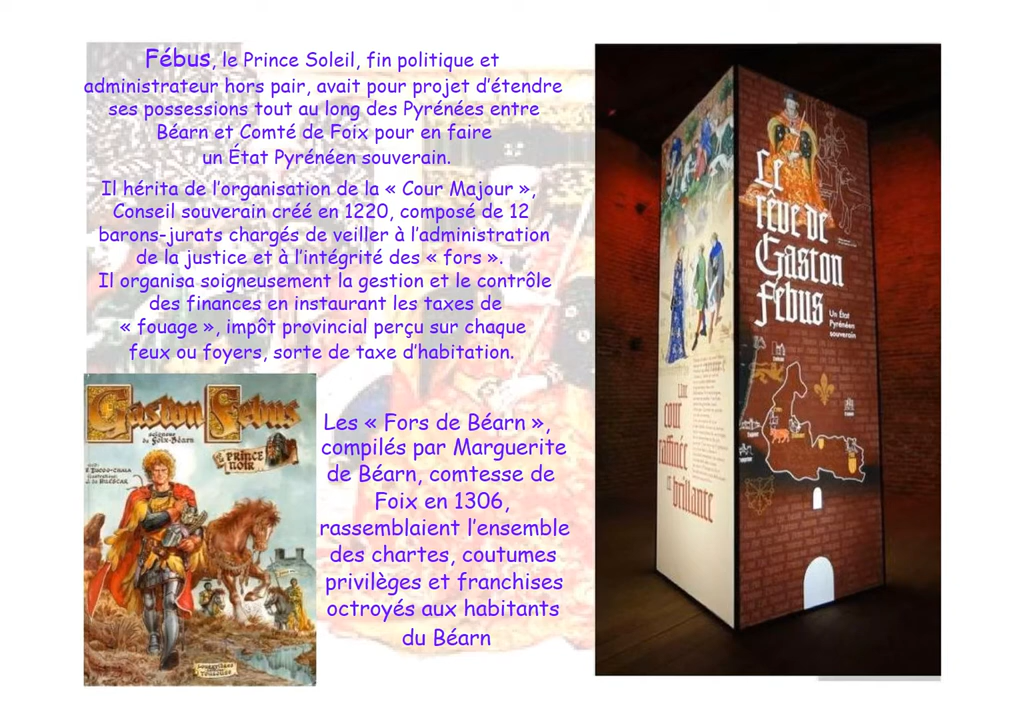 Fébus, le Prince Soleil, fin politique et
administrateur hors pair, avait pour projet d'étendre
ses possessions tout au long des Pyrénées entre
Béarn et Comté de Foix pour en faire
un État Pyrénéen souverain.
Il hérita de l'organisation de la « Cour Majour »,
Conseil souverain créé en 1220, composé de 12
barons-jurats chargés de veiller à l'administration
de la justice et à l'intégrité des « fors ».
Il organisa soigneusement la gestion et le contrôle
des finances en instaurant les taxes de
« fouage », impôt provincial perçu sur chaque
feux ou foyers, sorte de taxe d'habitation.
Gaston Febus
seigneur
de Foix-Béarn
Le PRINCE
NOIR
Les « Fors de Béarn »,
compilés par Marguerite
de Béarn, comtesse de
Foix en 1306,
rassemblaient l'ensemble
des chartes, coutumes
privilèges et franchises
octroyés aux habitants
du Béarn
Le
rêve de
Gaston
Fébus
Un État
Pyrénéen
souverain
Une
cour
raffinée
et
brillante